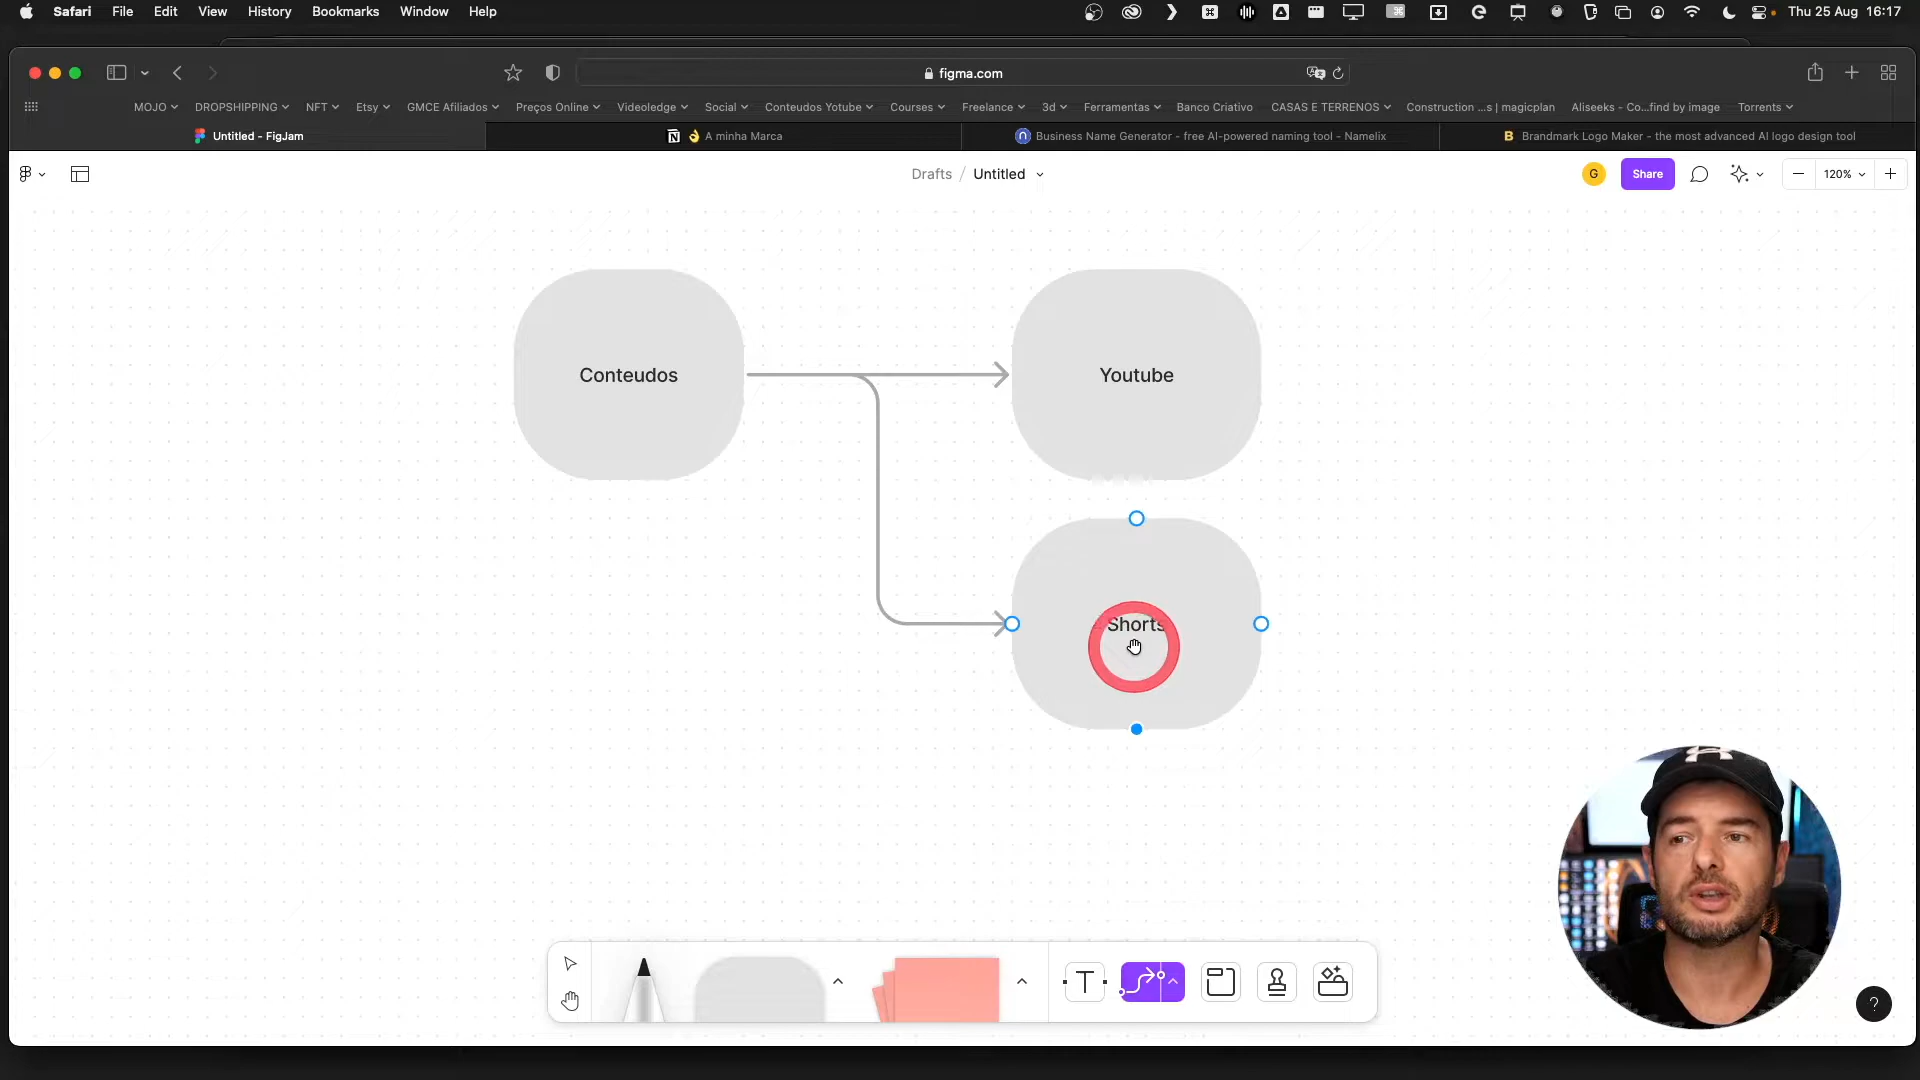 Safari File Edit View History Bookmarks Window Help
Thu 25 Aug 16:17
figma.com
MOJO DROPSHIPPING NFT Etsy GMCE Afiliados Preços Online Videoledge Social Conteudos Yotube Courses Freelance 3d Ferramentas Banco Criativo CASAS E TERRENOS Construction ...s | magicplan Aliseeks - Co...find by image Torrents
Untitled - FigJam
A minha Marca
Business Name Generator - free AI-powered naming tool - Namelix
Brandmark Logo Maker - the most advanced AI logo design tool
Drafts / Untitled
G
Share
120%
Conteudos
Youtube
Shorts
T
?